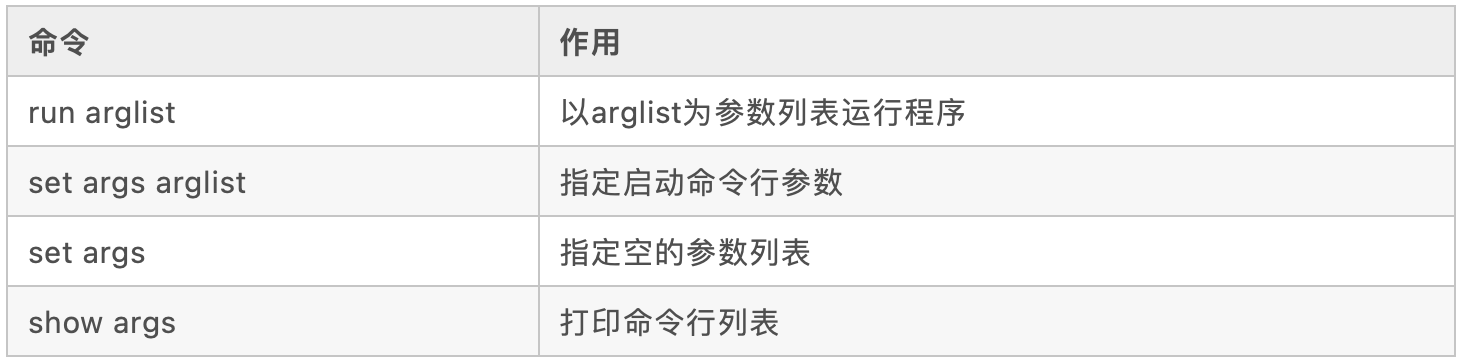 命令 作用
run arglist 以arglist为参数列表运行程序
set args arglist 指定启动命令行参数
set args 指定空的参数列表
show args 打印命令行列表